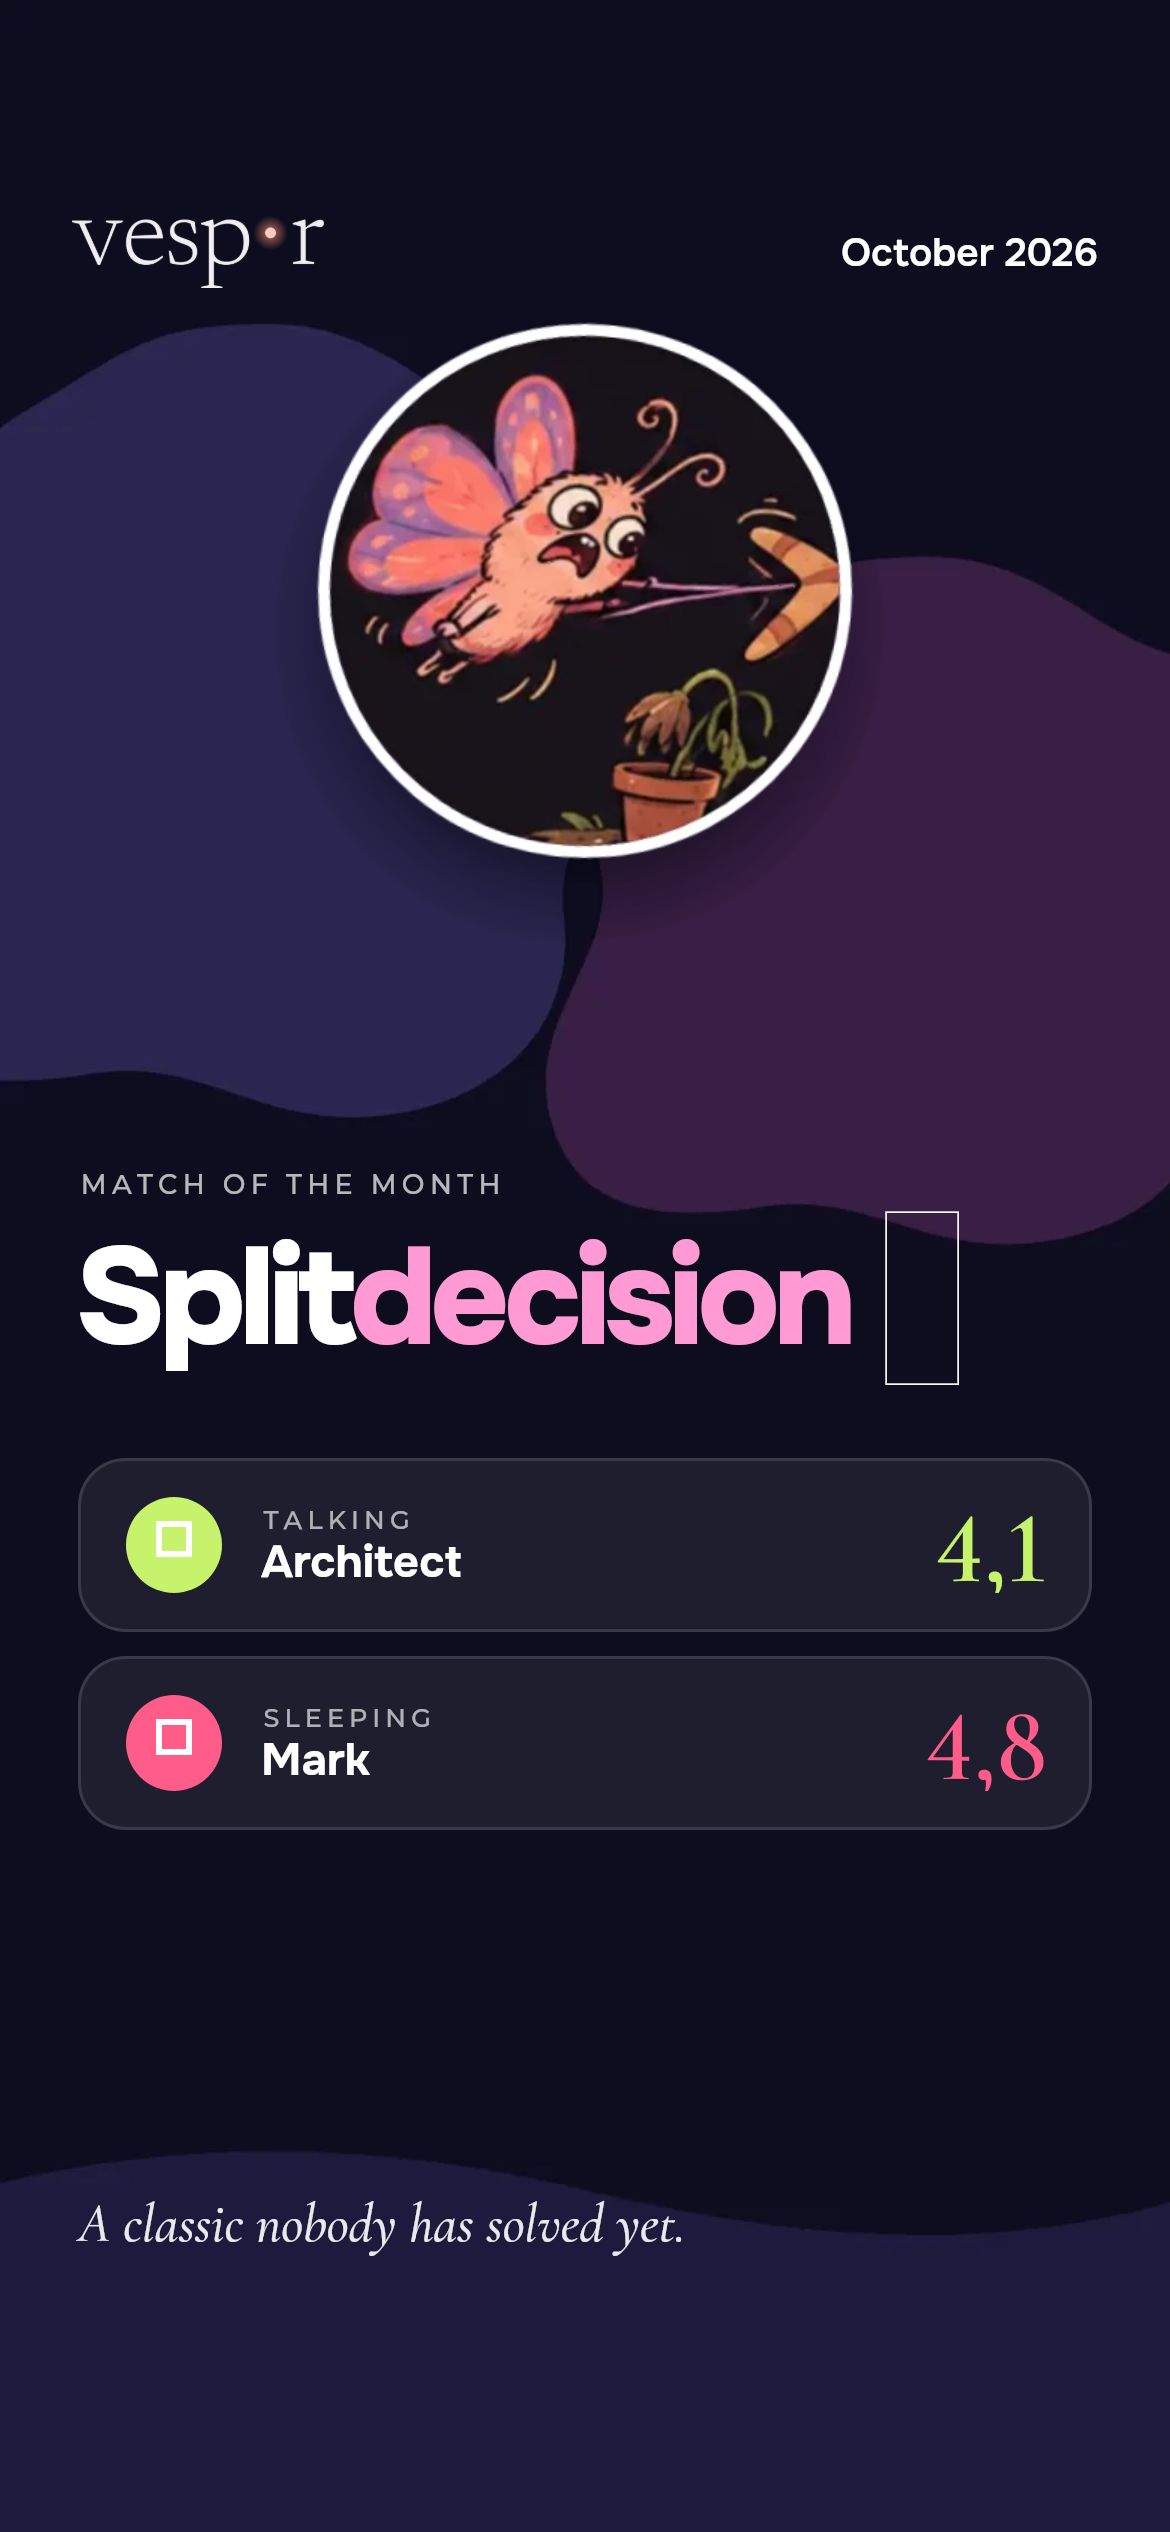 vesp•r
October 2026
MATCH OF THE MONTH
Splitdecision
TALKING
Architect
4,1
SLEEPING
Mark
4,8
A classic nobody has solved yet.